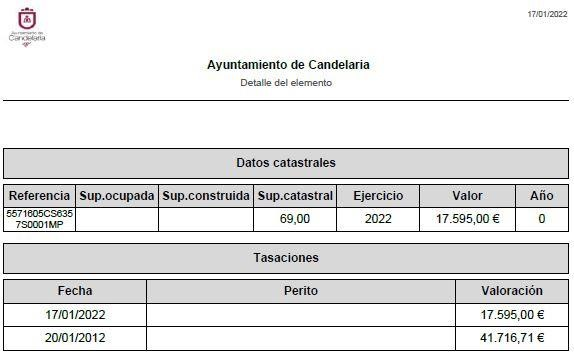 17/01/2022
Ayuntamiento de
Candelaria
Ayuntamiento de Candelaria
Detalle del elemento
Datos catastrales
Referencia Sup.ocupada Sup.construida Sup.catastral Ejercicio Valor Año
5571605CS635
7S0001MP 69,00 2022 17.595,00 € 0
Tasaciones
Fecha Perito Valoración
17/01/2022 17.595,00 €
20/01/2012 41.716,71 €